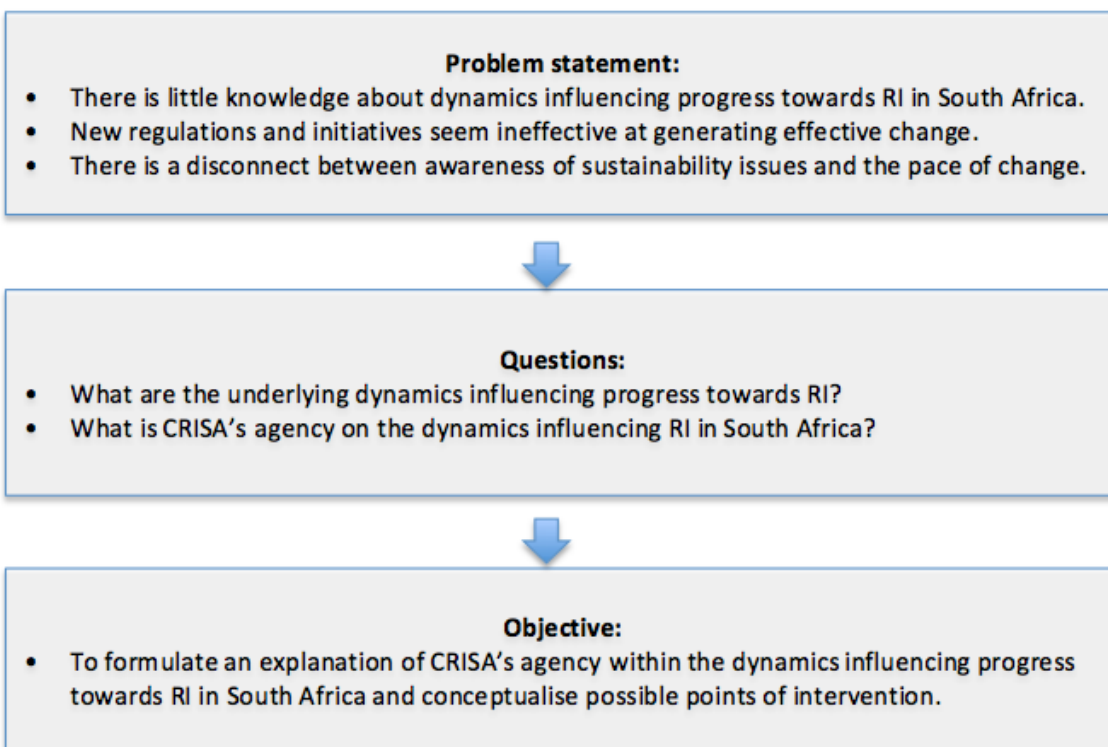 Problem statement:
• There is little knowledge about dynamics influencing progress towards RI in South Africa.
• New regulations and initiatives seem ineffective at generating effective change.
• There is a disconnect between awareness of sustainability issues and the pace of change.
Questions:
• What are the underlying dynamics influencing progress towards RI?
• What is CRISA’s agency on the dynamics influencing RI in South Africa?
Objective:
• To formulate an explanation of CRISA’s agency within the dynamics influencing progress
towards RI in South Africa and conceptualise possible points of intervention.